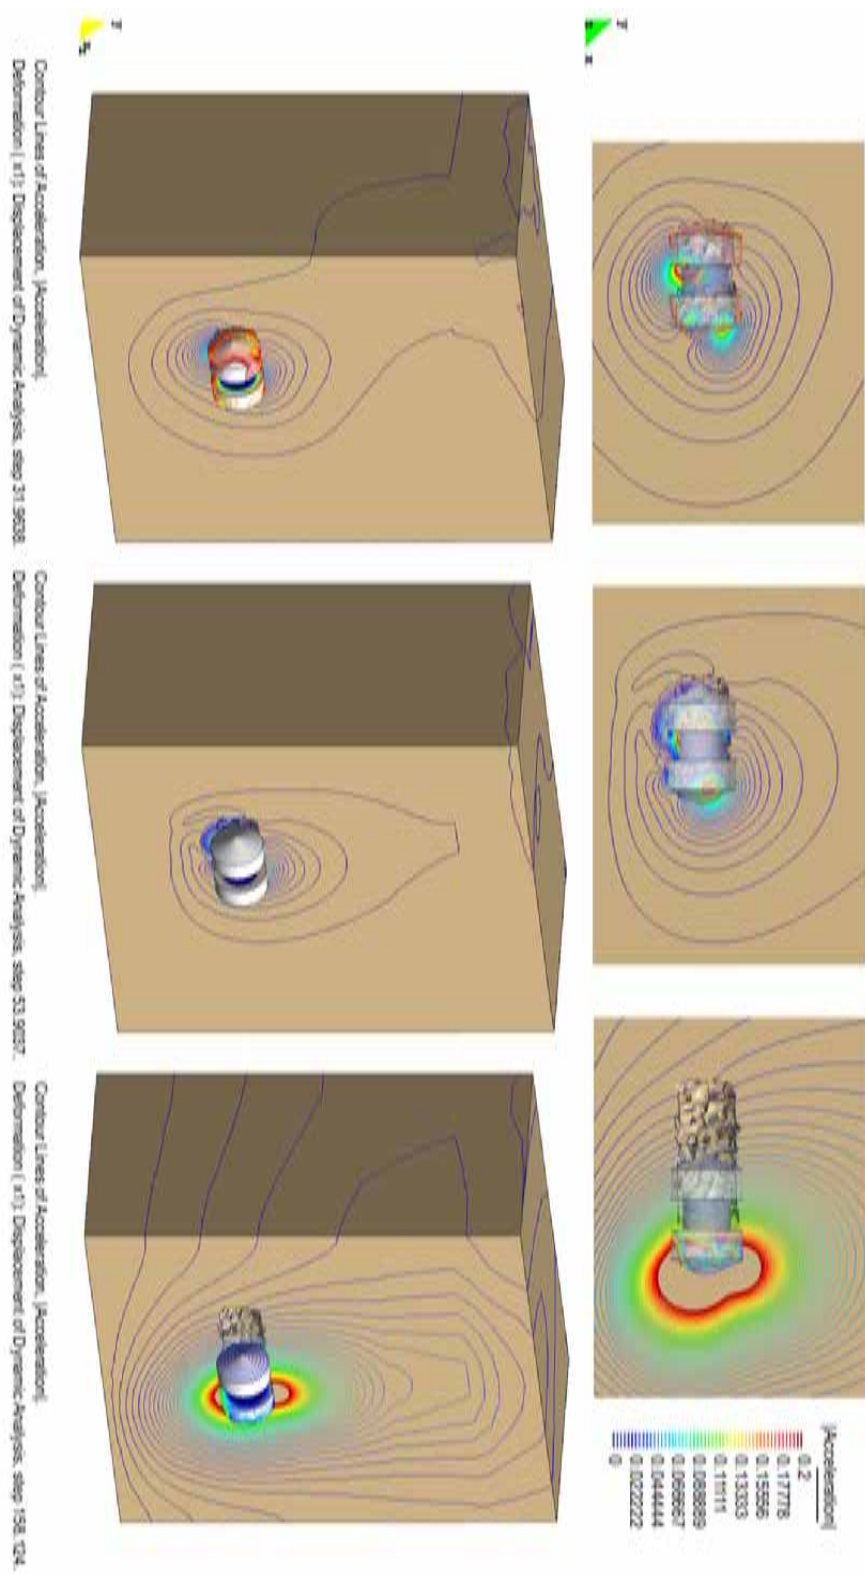 |Acceleration|
0.2
0.17778
0.15556
0.13333
0.11111
0.088889
0.066667
0.044444
0.022222
0
Contour Lines of Acceleration, |Acceleration|.
Deformation ( x1): Displacement of Dynamic Analysis, step 31.9608.
Contour Lines of Acceleration, |Acceleration|.
Deformation ( x1): Displacement of Dynamic Analysis, step 53.9037.
Contour Lines of Acceleration, |Acceleration|.
Deformation ( x1): Displacement of Dynamic Analysis, step 158.124.